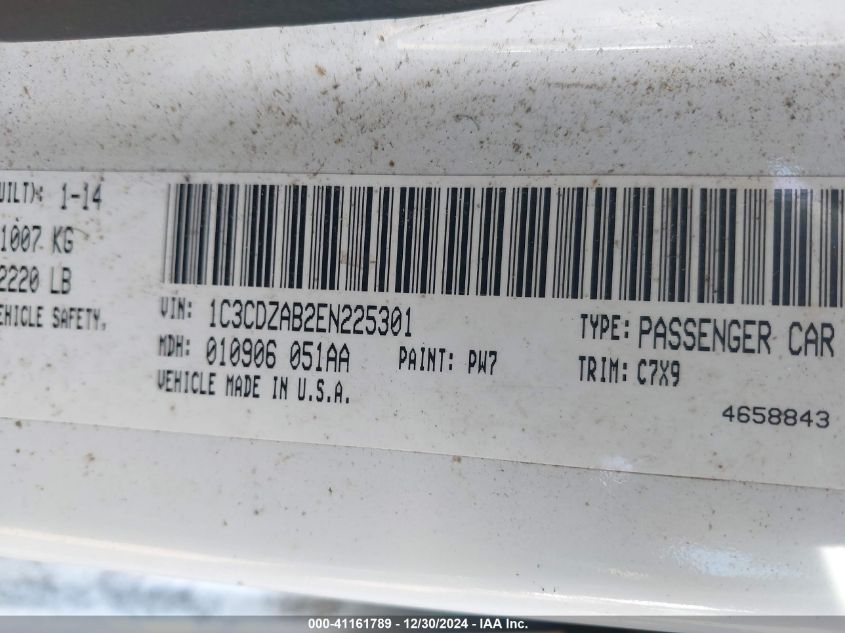 UILT): 1-14
1007 KG
2220 LB
EHICLE SAFETY,
VIN: 1C3CDZAB2EN225301 TYPE: PASSENGER CAR
MDH: 010906 051AA PAINT: PW7 TRIM: C7X9
VEHICLE MADE IN U.S.A.
4658843
000-41161789 - 12/30/2024 - IAA Inc.